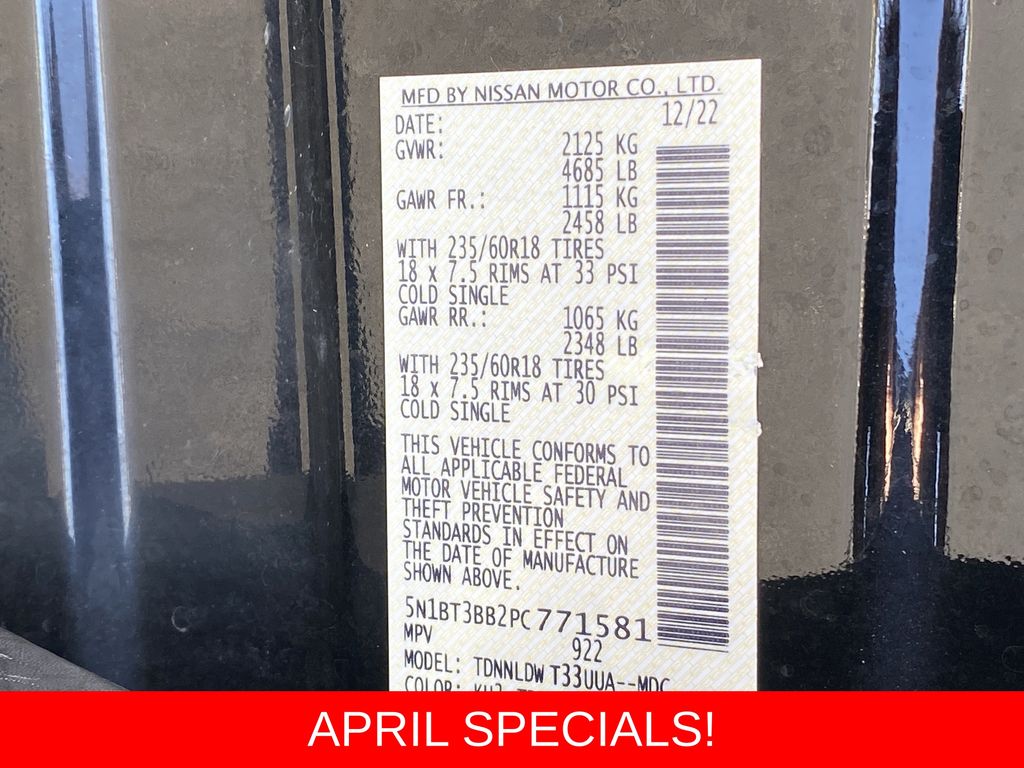 MFD BY NISSAN MOTOR CO., LTD.
DATE: 12/22
GVWR: 2125 KG
4685 LB
GAWR FR.: 1115 KG
2458 LB
WITH 235/60R18 TIRES
18 X 7.5 RIMS AT 33 PSI
COLD SINGLE
GAWR RR.: 1065 KG
2348 LB
WITH 235/60R18 TIRES
18 X 7.5 RIMS AT 30 PSI
COLD SINGLE
THIS VEHICLE CONFORMS TO
ALL APPLICABLE FEDERAL
MOTOR VEHICLE SAFETY AND
THEFT PREVENTION
STANDARDS IN EFFECT ON
THE DATE OF MANUFACTURE
SHOWN ABOVE.
5N1BT3BB2PC771581
MPV 922
MODEL: TDNNLDW T33UUA--MDC
COLOR:
APRIL SPECIALS!